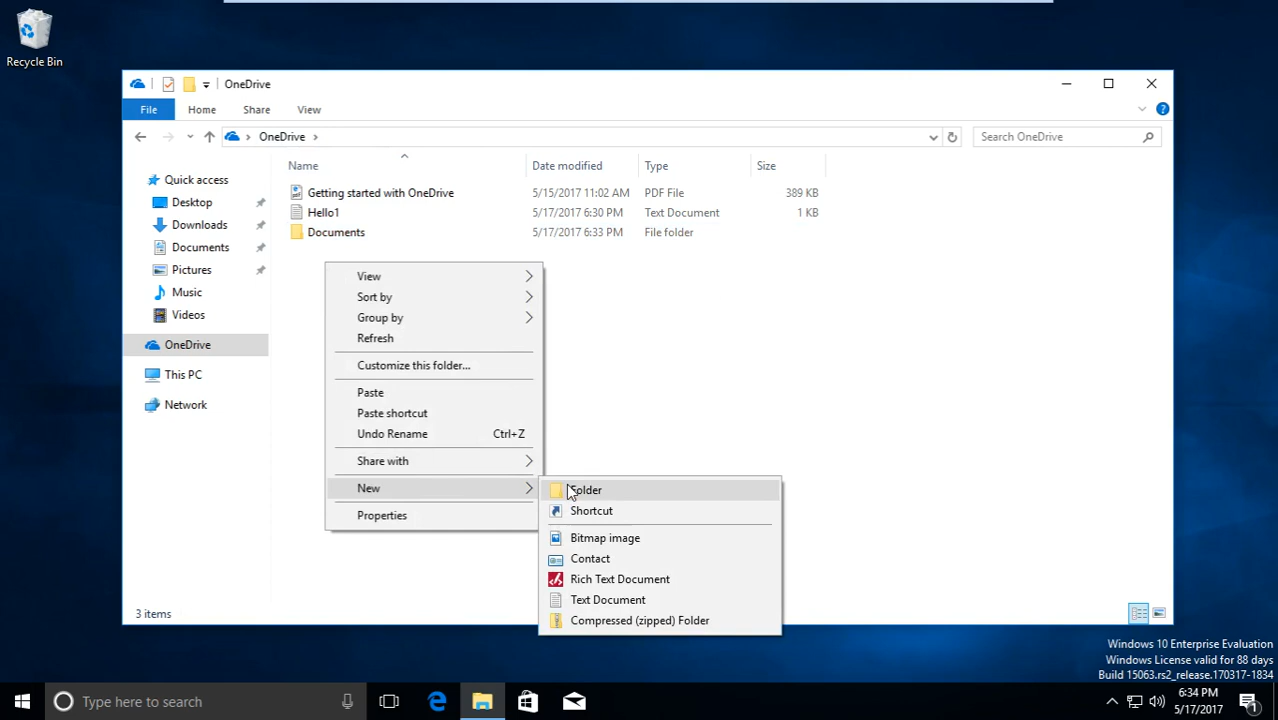 Recycle Bin
OneDrive
File Home Share View
OneDrive
Search OneDrive
Name Date modified Type Size
Quick access
Desktop
Downloads
Documents
Pictures
Music
Videos
OneDrive
This PC
Network
Getting started with OneDrive 5/15/2017 11:02 AM PDF File 389 KB
Hello1 5/17/2017 6:30 PM Text Document 1 KB
Documents 5/17/2017 6:33 PM File folder
View
Sort by
Group by
Refresh
Customize this folder...
Paste
Paste shortcut
Undo Rename Ctrl+Z
Share with
New
Properties
Folder
Shortcut
Bitmap image
Contact
Rich Text Document
Text Document
Compressed (zipped) Folder
3 items
Windows 10 Enterprise Evaluation
Windows License valid for 88 days
Build 15063.rs2_release.170317-1834
Type here to search
6:34 PM
5/17/2017
1